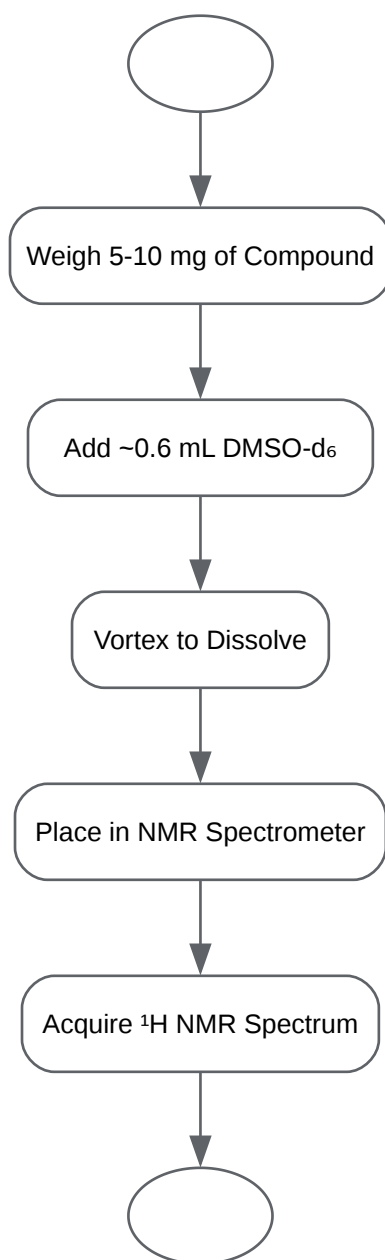 Weigh 5-10 mg of Compound
Add ~0.6 mL DMSO-d₆
Vortex to Dissolve
Place in NMR Spectrometer
Acquire ¹H NMR Spectrum